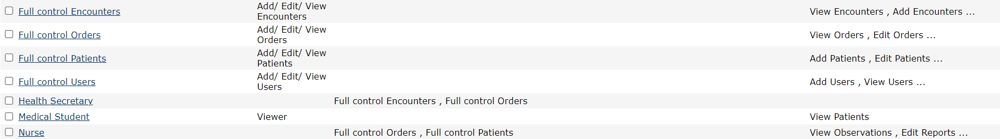 Full control Encounters Add/ Edit/ View Encounters View Encounters , Add Encounters ...
Full control Orders Add/ Edit/ View Orders View Orders , Edit Orders ...
Full control Patients Add/ Edit/ View Patients Add Patients , Edit Patients ...
Full control Users Add/ Edit/ View Users Add Users , View Users ...
Health Secretary Full control Encounters , Full control Orders
Medical Student Viewer View Patients
Nurse Full control Orders , Full control Patients View Observations , Edit Reports ...